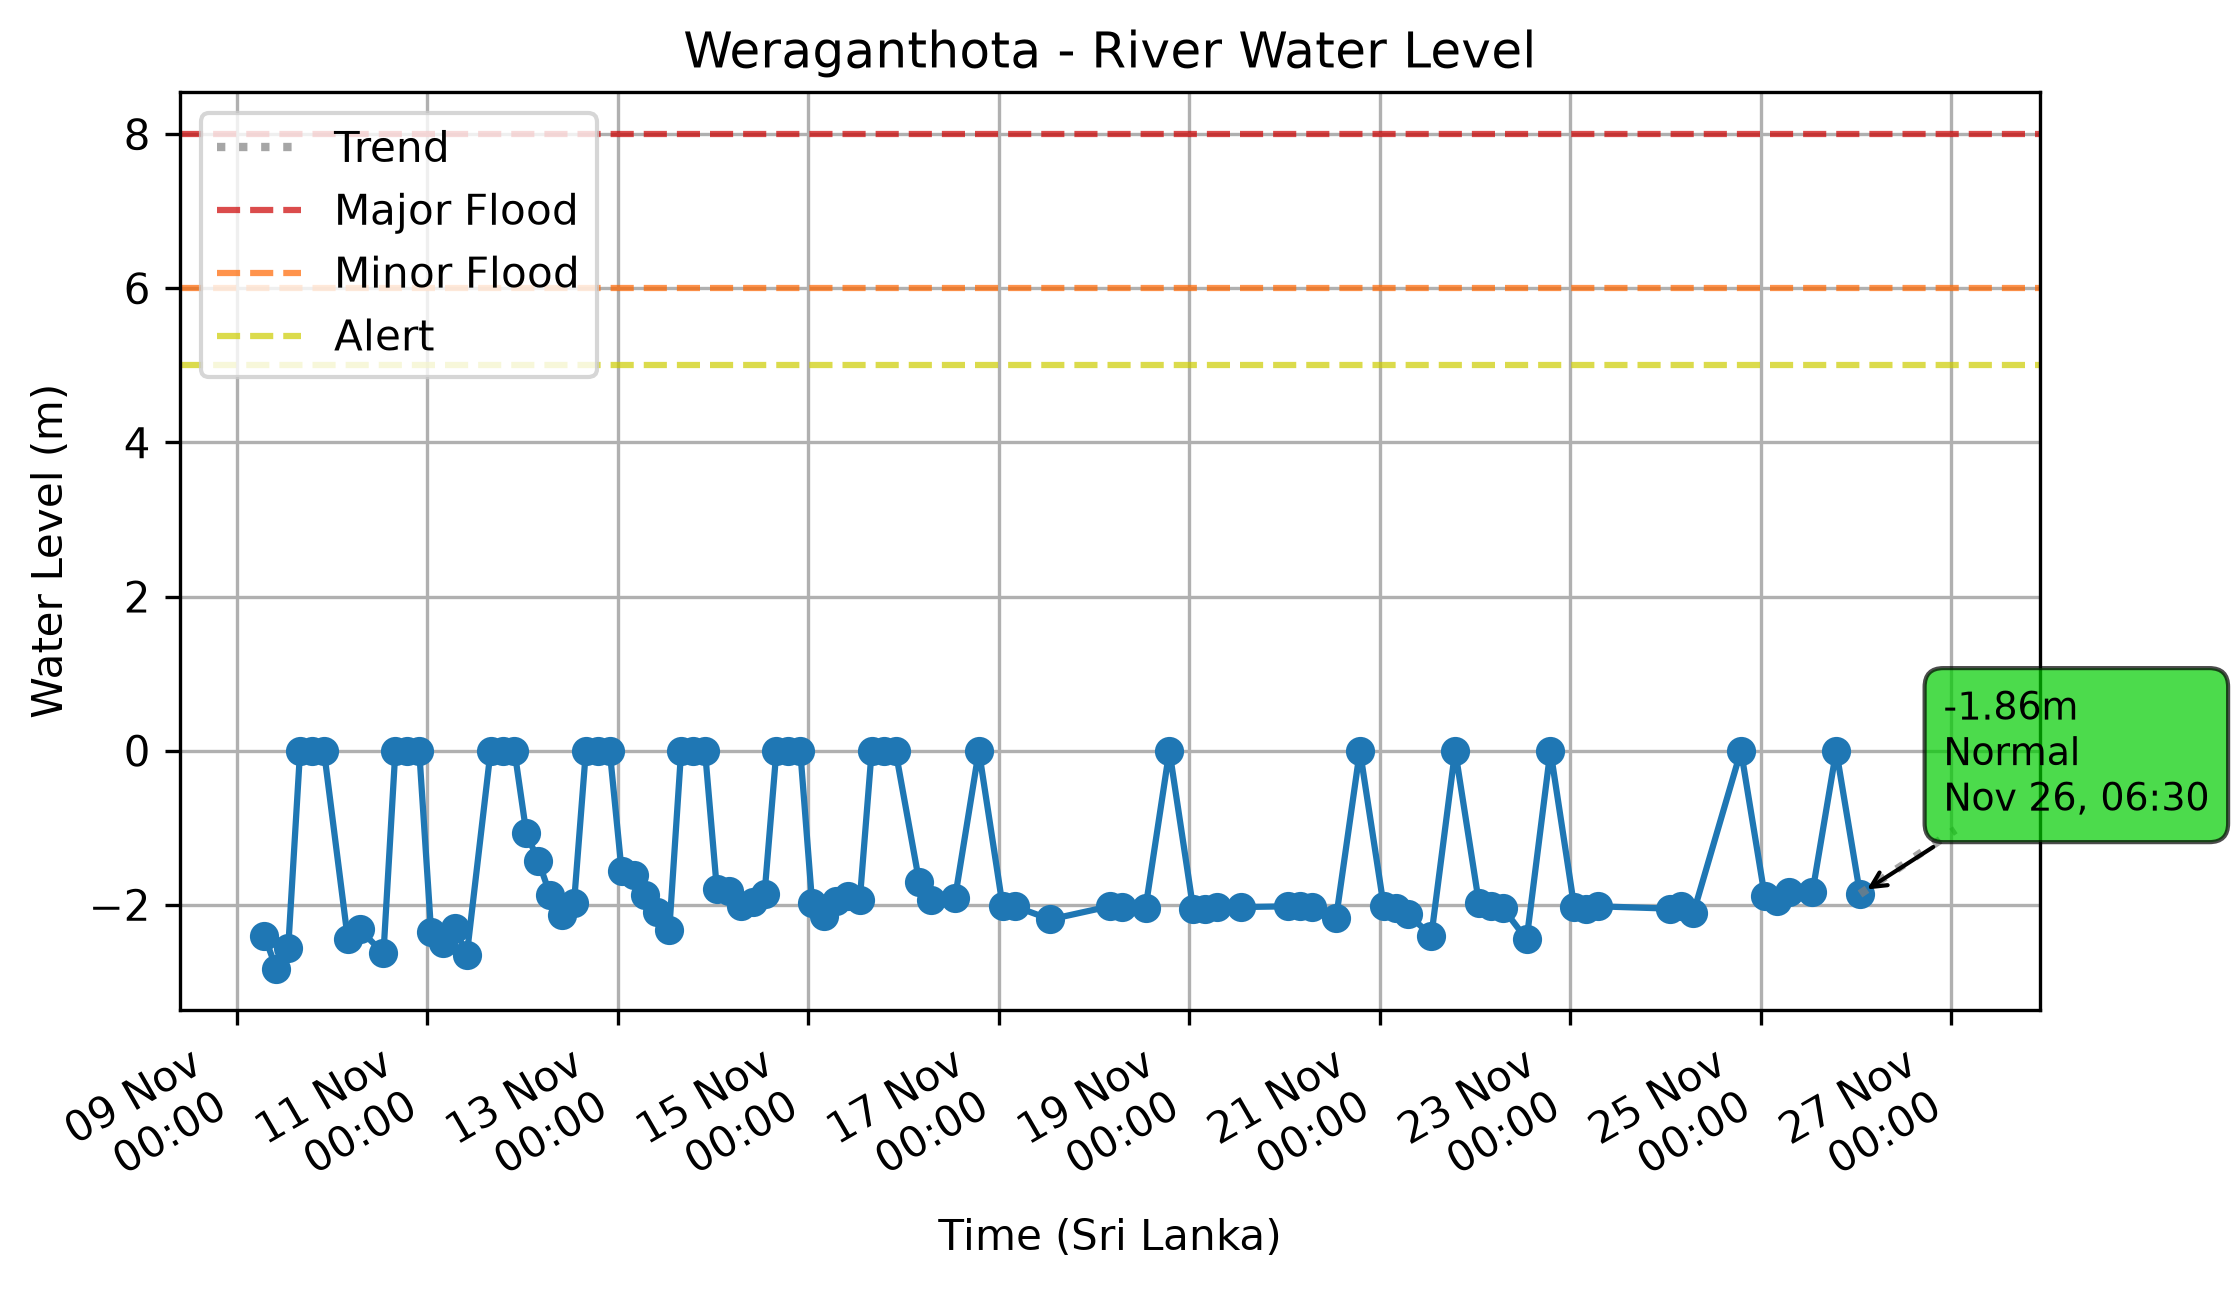 Weraganthota - River Water Level
Trend
Major Flood
Minor Flood
Alert
Water Level (m)
8
6
4
2
0
−2
-1.86m
Normal
Nov 26, 06:30
09 Nov
00:00
11 Nov
00:00
13 Nov
00:00
15 Nov
00:00
17 Nov
00:00
19 Nov
00:00
21 Nov
00:00
23 Nov
00:00
25 Nov
00:00
27 Nov
00:00
Time (Sri Lanka)